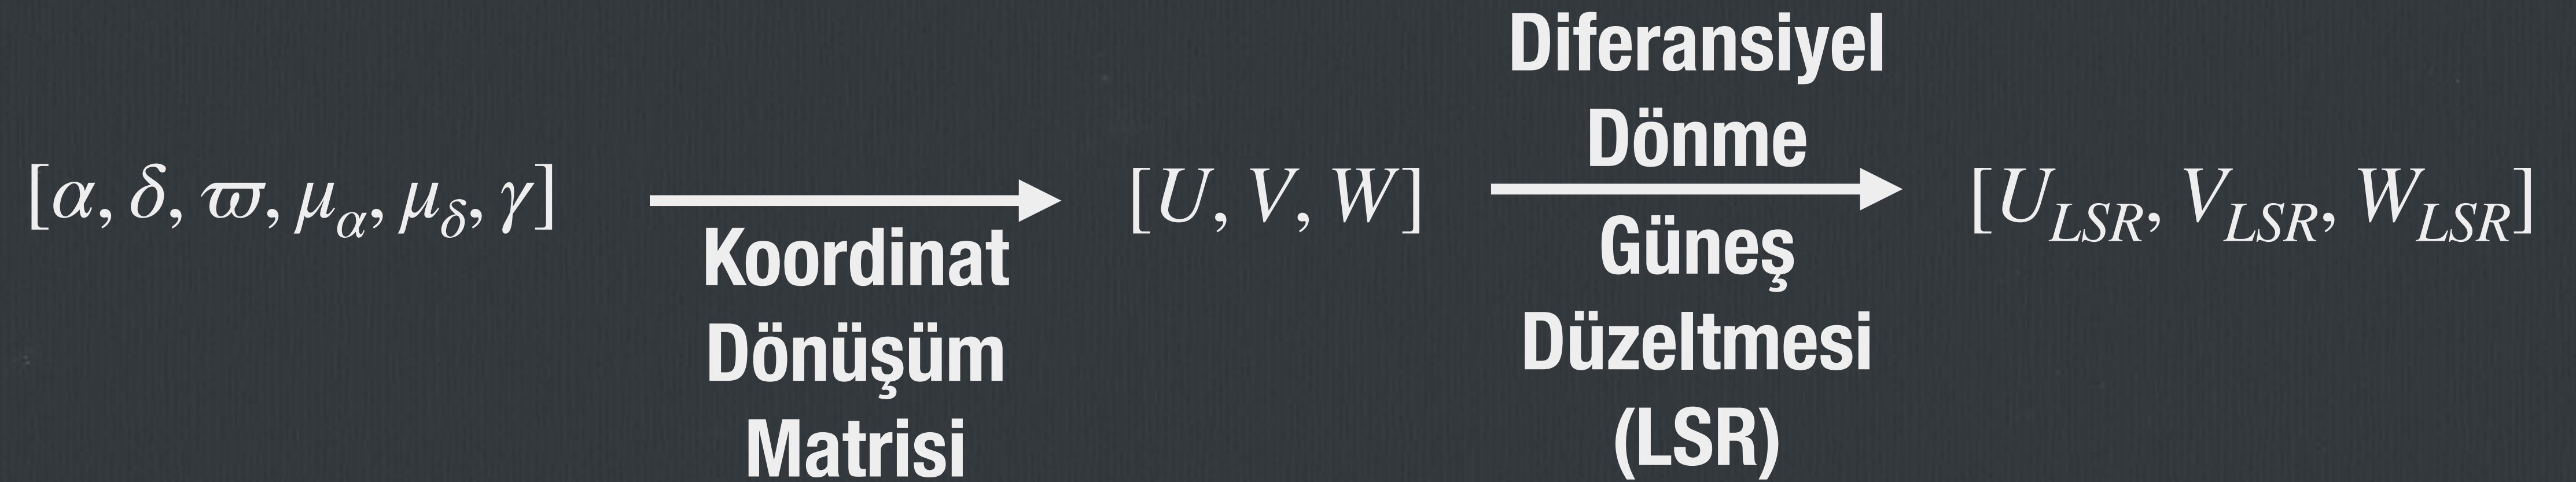 [α, δ, ϖ, μ_α, μ_δ, γ]
Koordinat
Dönüşüm
Matrisi
[U, V, W]
Diferansiyel
Dönme
Güneş
Düzeltmesi
(LSR)
[U_LSR, V_LSR, W_LSR]